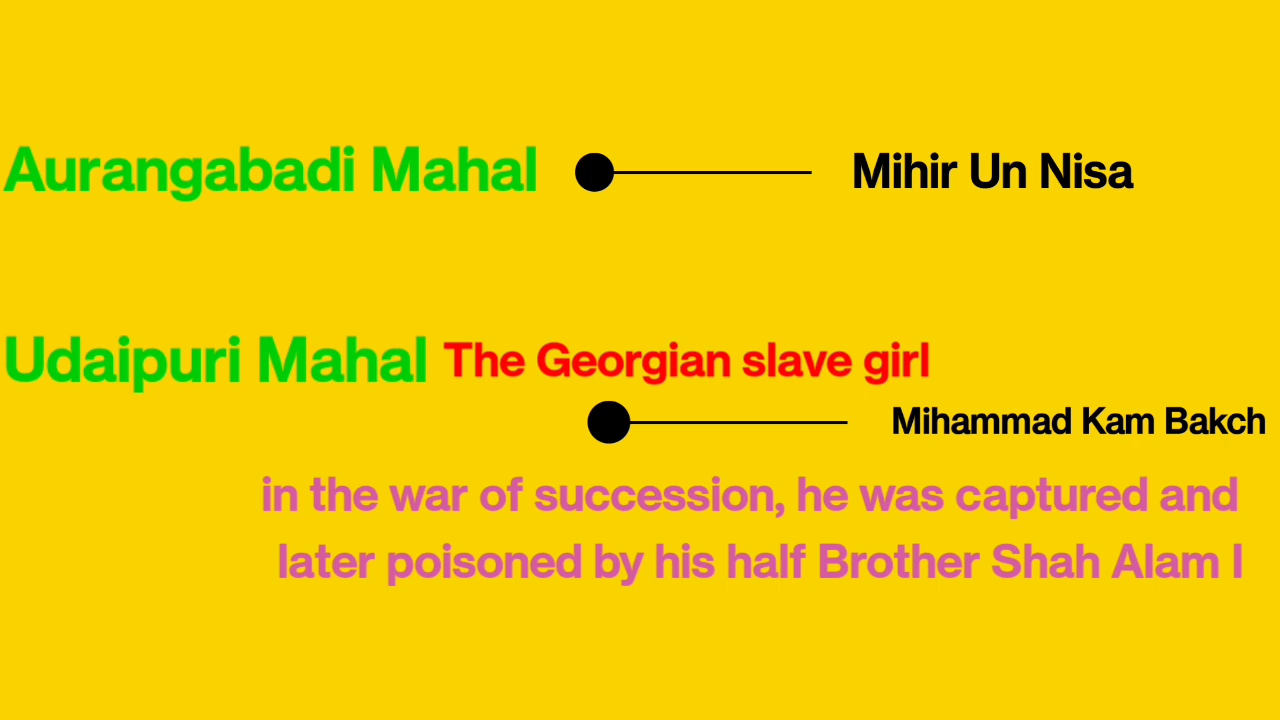 Aurangabadi Mahal Mihir Un Nisa
Udaipuri Mahal The Georgian slave girl
Mihammad Kam Bakch
in the war of succession, he was captured and
later poisoned by his half Brother Shah Alam I